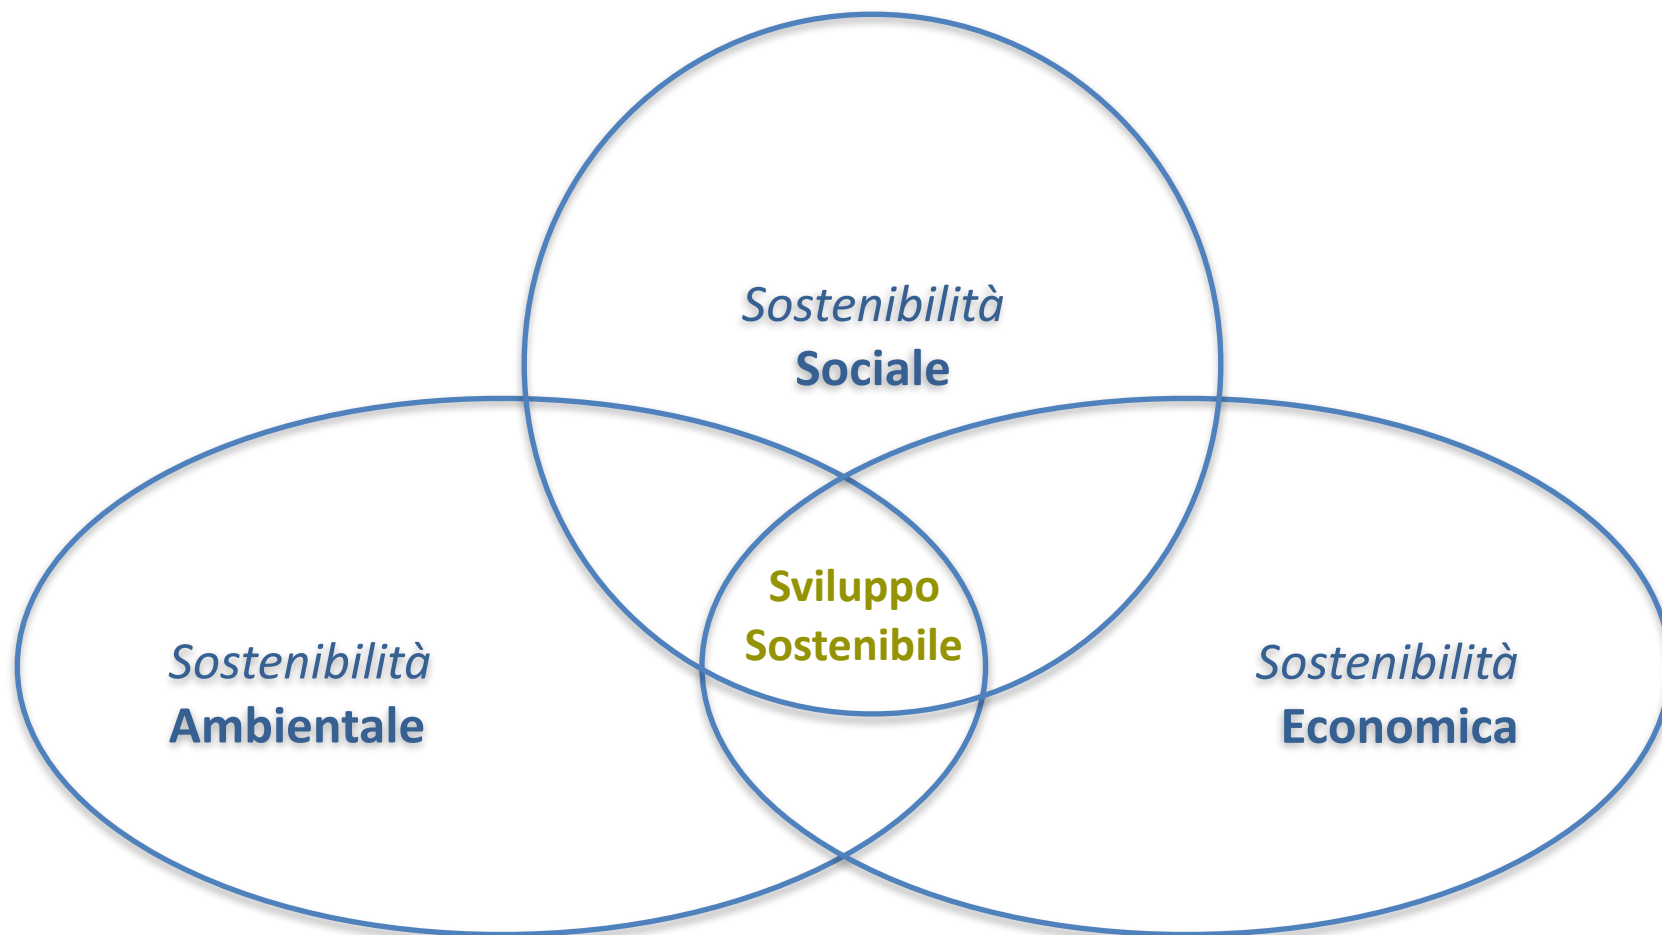 Sostenibilità
Sociale
Sviluppo
Sostenibile
Sostenibilità
Ambientale
Sostenibilità
Economica